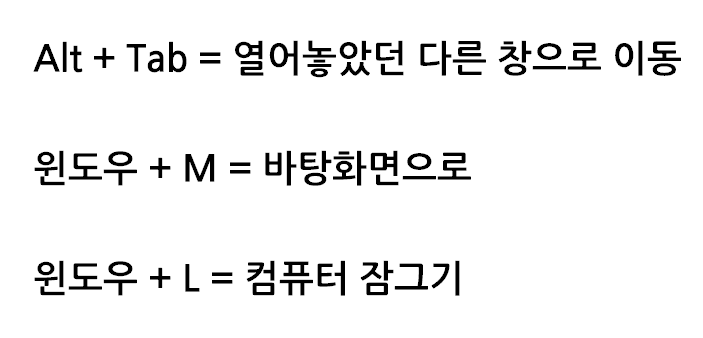 Alt + Tab = 열어놓았던 다른 창으로 이동
윈도우 + M = 바탕화면으로
윈도우 + L = 컴퓨터 잠그기